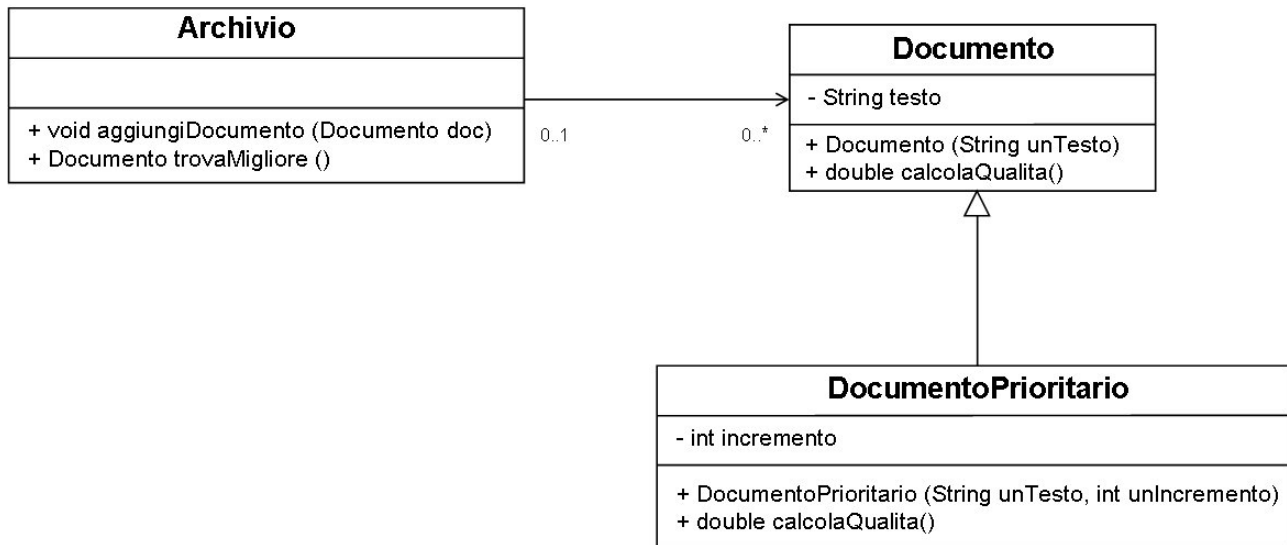 Archivio
+ void aggiungiDocumento (Documento doc)
+ Documento trovaMigliore ()
0..1
0..*
Documento
- String testo
+ Documento (String unTesto)
+ double calcolaQualita()
DocumentoPrioritario
- int incremento
+ DocumentoPrioritario (String unTesto, int unIncremento)
+ double calcolaQualita()